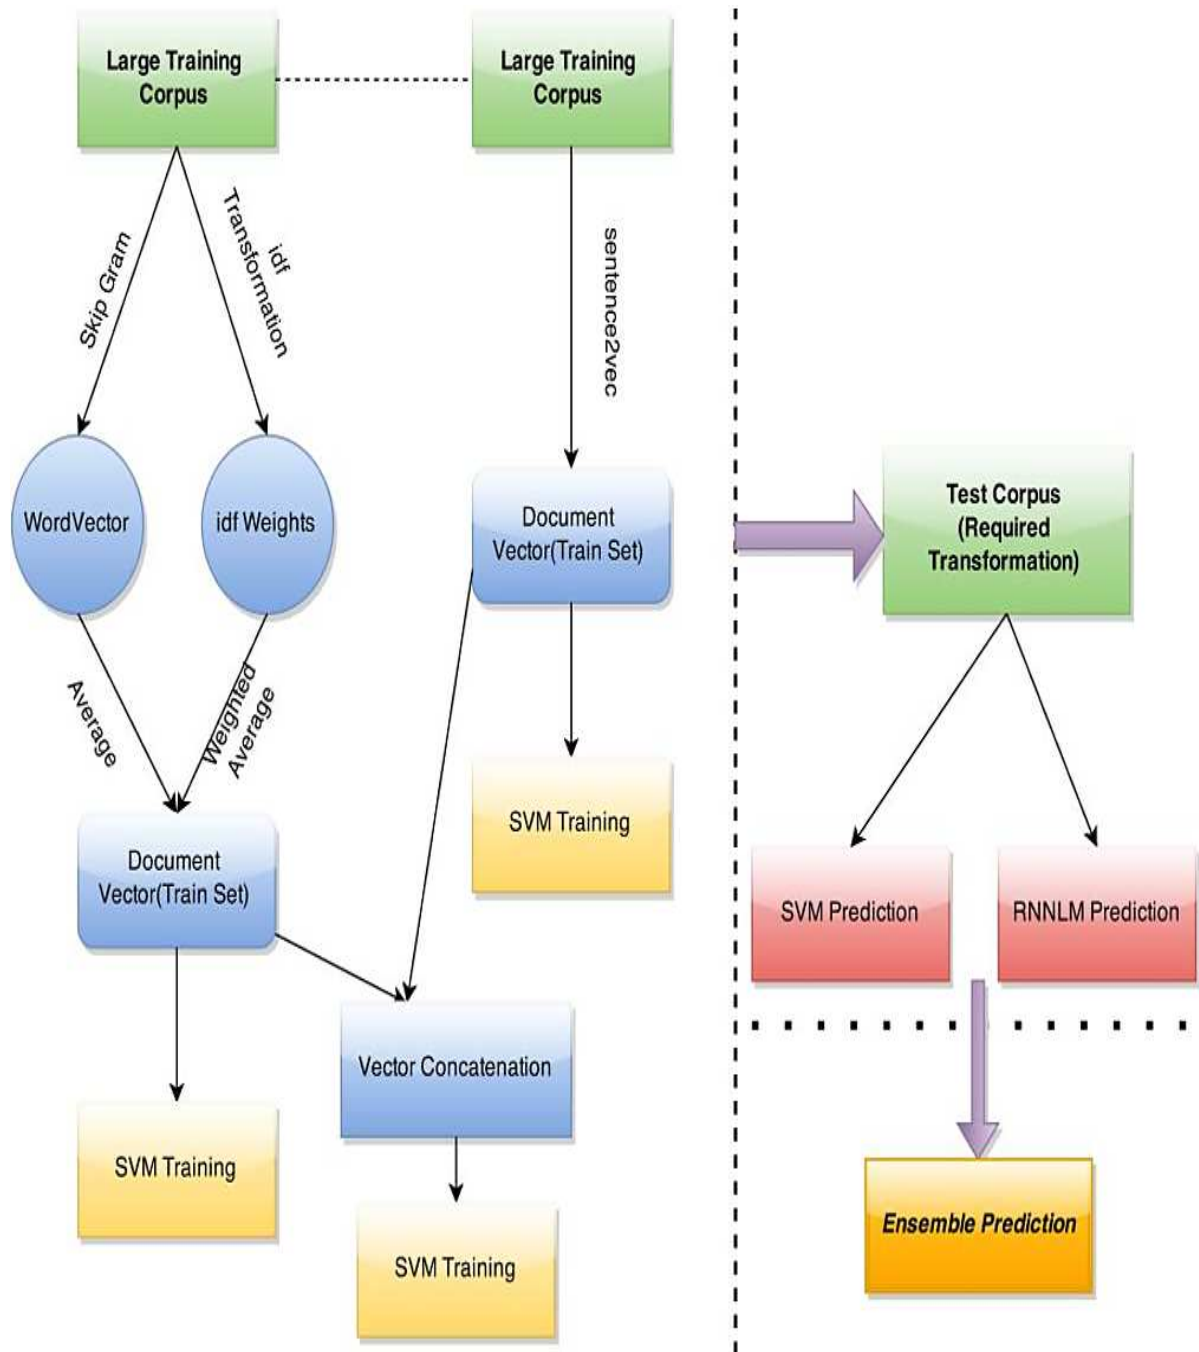 Large Training
Corpus
Large Training
Corpus
Skip Gram
idf
Transformation
sentence2vec
WordVector
idf Weights
Document
Vector(Train Set)
Test Corpus
(Required
Transformation)
Average
Weighted
Average
SVM Training
Document
Vector(Train Set)
SVM Prediction
RNNLM Prediction
Vector Concatenation
SVM Training
SVM Training
Ensemble Prediction